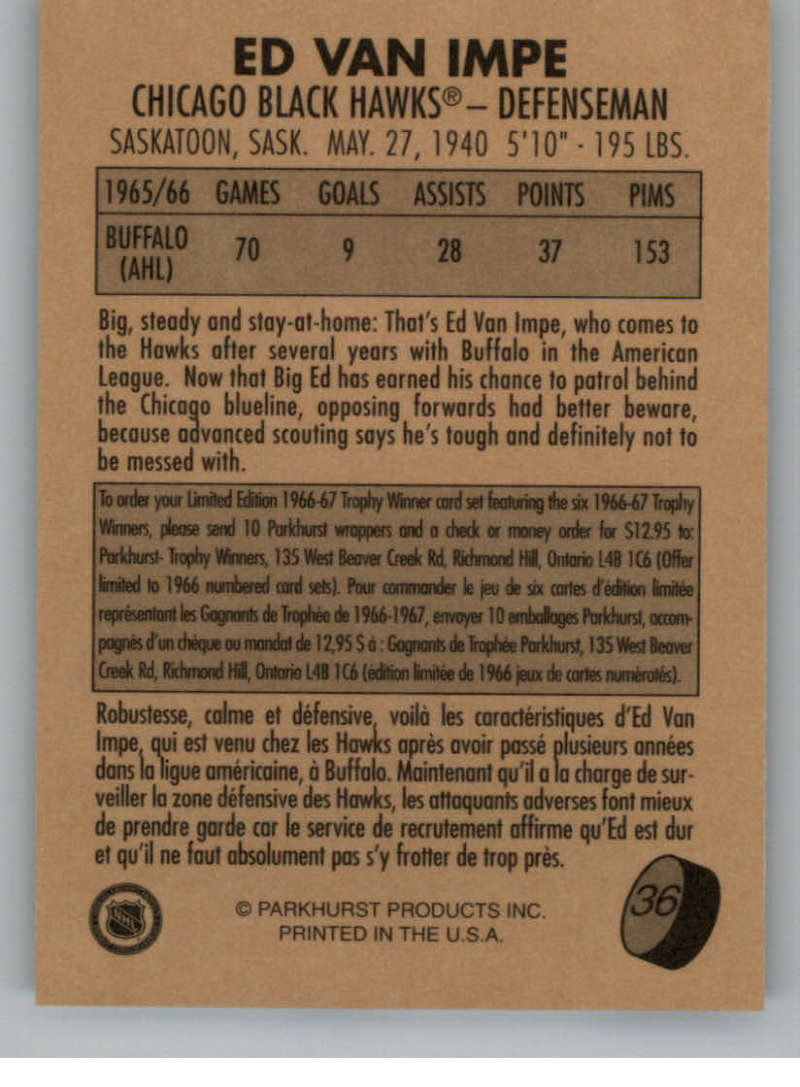 ED VAN IMPE
CHICAGO BLACK HAWKS® – DEFENSEMAN
SASKATOON, SASK. MAY. 27, 1940 5'10" - 195 LBS.
1965/66 GAMES GOALS ASSISTS POINTS PIMS
BUFFALO (AHL) 70 9 28 37 153
Big, steady and stay-at-home: That's Ed Van Impe, who comes to
the Hawks after several years with Buffalo in the American
League. Now that Big Ed has earned his chance to patrol behind
the Chicago blueline, opposing forwards had better beware,
because advanced scouting says he's tough and definitely not to
be messed with.
To order your Limited Edition 1966-67 Trophy Winner card set featuring the six 1966-67 Trophy
Winners, please send 10 Parkhurst wrappers and a check or money order for $12.95 to:
Parkhurst- Trophy Winners, 135 West Beaver Creek Rd, Richmond Hill, Ontario L4B 1C6 (Offer
limited to 1966 numbered card sets). Pour commander le jeu de six cartes d'édition limitée
représentant les Gagnants de Trophée de 1966-1967, envoyer 10 emballages Parkhurst, accom-
pagnés d'un chèque ou mandat de 12,95 $ à : Gagnants de Trophée Parkhurst, 135 West Beaver
Creek Rd, Richmond Hill, Ontario L4B 1C6 (édition limitée de 1966 jeux de cartes numérotés).
Robustesse, calme et défensive, voilà les caractéristiques d'Ed Van
Impe, qui est venu chez les Hawks après avoir passé plusieurs années
dans la ligue américaine, à Buffalo. Maintenant qu'il a la charge de sur-
veiller la zone défensive des Hawks, les attaquants adverses font mieux
de prendre garde car le service de recrutement affirme qu'Ed est dur
et qu'il ne faut absolument pas s'y frotter de trop près.
NHL
© PARKHURST PRODUCTS INC.
PRINTED IN THE U.S.A.
36